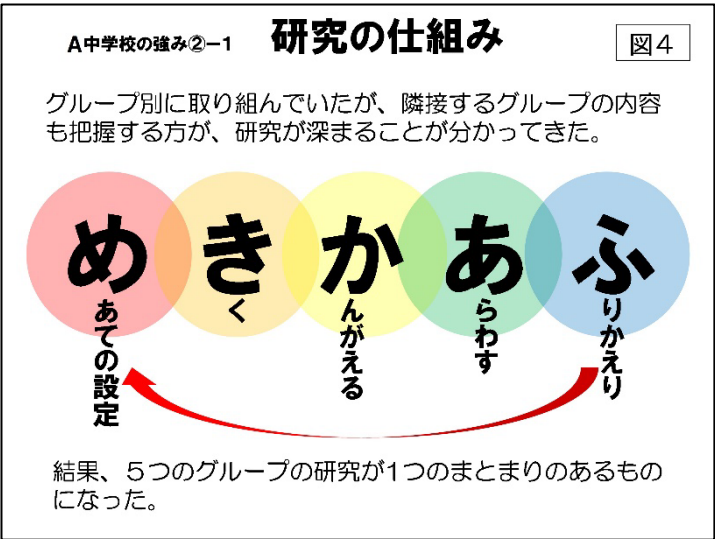 A中学校の強み②−1 研究の仕組み 図4
グループ別に取り組んでいたが、隣接するグループの内容
も把握する方が、研究が深まることが分かってきた。
めあての設定
きく
かんがえる
あらわす
ふりかえり
結果、5つのグループの研究が1つのまとまりのあるもの
になった。